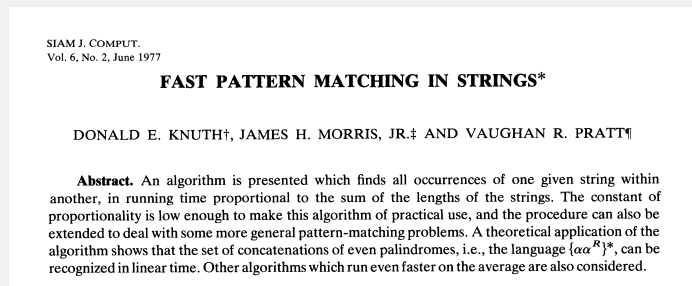 SIAM J. COMPUT.
Vol. 6, No. 2, June 1977
FAST PATTERN MATCHING IN STRINGS*
DONALD E. KNUTH†, JAMES H. MORRIS, JR.‡ AND VAUGHAN R. PRATT¶
Abstract. An algorithm is presented which finds all occurrences of one given string within
another, in running time proportional to the sum of the lengths of the strings. The constant of
proportionality is low enough to make this algorithm of practical use, and the procedure can also be
extended to deal with some more general pattern-matching problems. A theoretical application of the
algorithm shows that the set of concatenations of even palindromes, i.e., the language {αα^R}*, can be
recognized in linear time. Other algorithms which run even faster on the average are also considered.